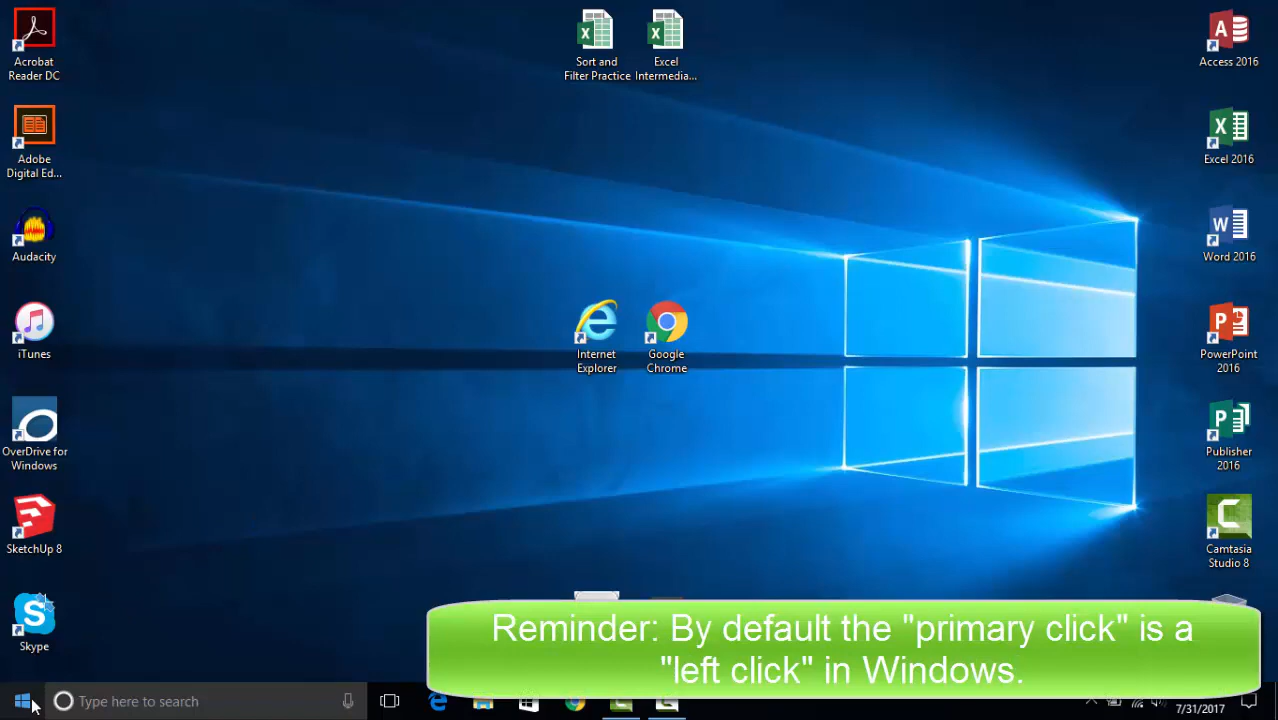 Acrobat
Reader DC
Sort and
Filter Practice
Excel
Intermedia...
Access 2016
Adobe
Digital Ed...
Excel 2016
Audacity
Word 2016
iTunes
Internet
Explorer
Google
Chrome
PowerPoint
2016
OverDrive for
Windows
Publisher
2016
SketchUp 8
Camtasia
Studio 8
Skype
Reminder: By default the "primary click" is a
"left click" in Windows.
Type here to search
7/31/2017